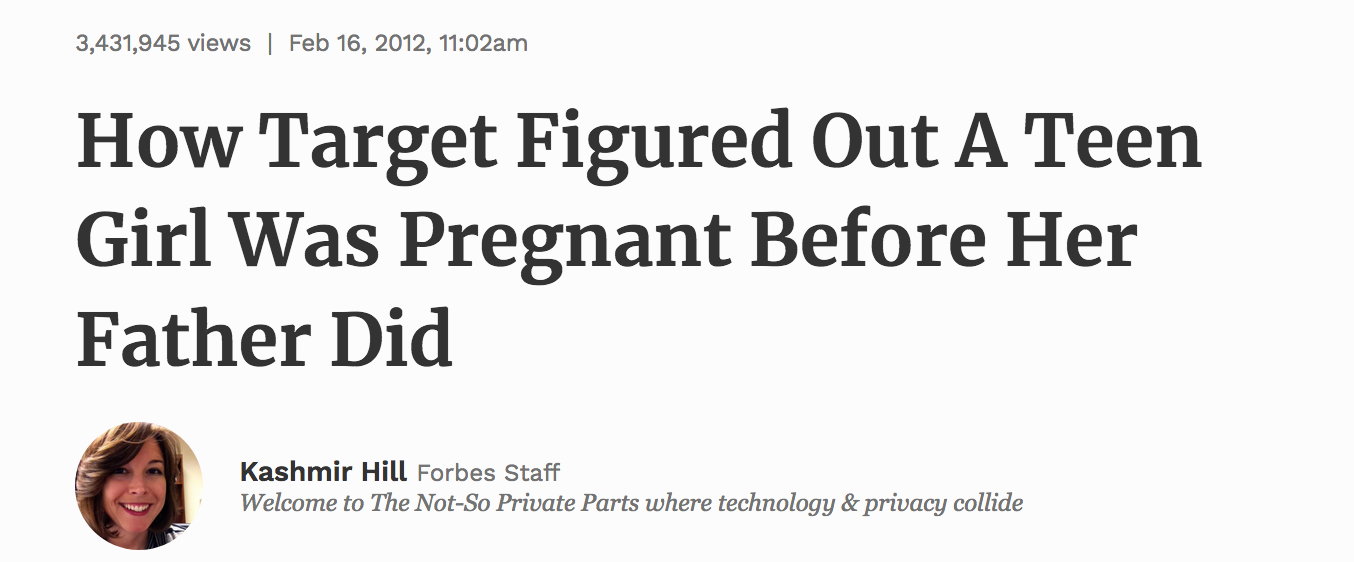 3,431,945 views | Feb 16, 2012, 11:02am
How Target Figured Out A Teen
Girl Was Pregnant Before Her
Father Did
Kashmir Hill Forbes Staff
Welcome to The Not-So Private Parts where technology & privacy collide